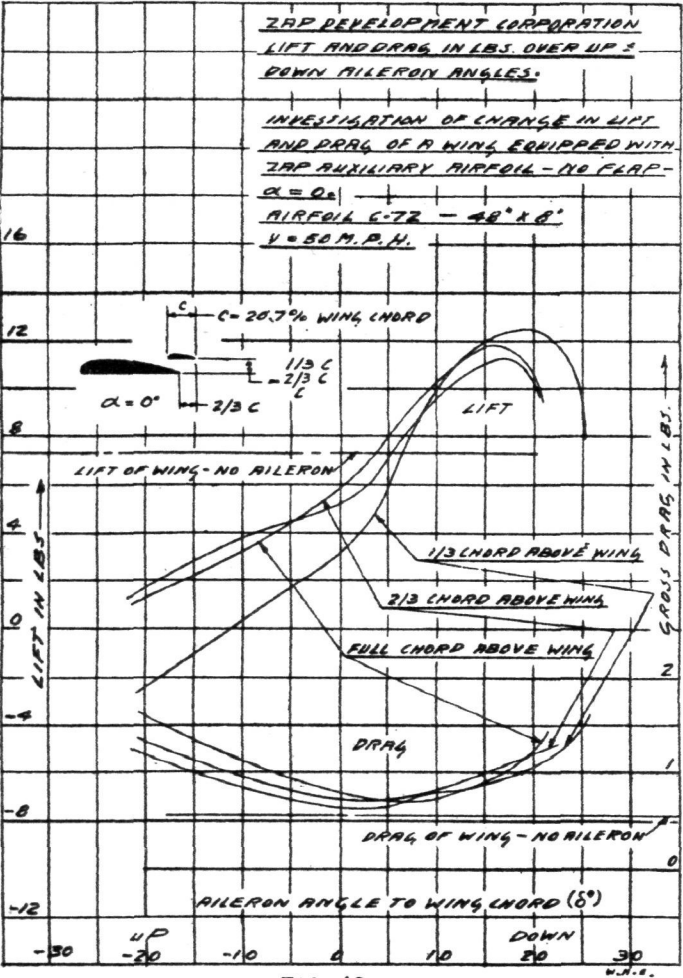 ZAP DEVELOPMENT CORPORATION
LIFT AND DRAG IN LBS. OVER UP &
DOWN AILERON ANGLES.
INVESTIGATION OF CHANGE IN LIFT
AND DRAG OF A WING EQUIPPED WITH
ZAP AUXILIARY AIRFOIL - NO FLAP -
α = 0°
AIRFOIL C-72 - 48" X 8"
V = 50 M.P.H.
16
C
C = 20.7% WING CHORD
12
1/3 C
2/3 C
C
α = 0°
2/3 C
LIFT
8
LIFT OF WING - NO AILERON
4
1/3 CHORD ABOVE WING
2/3 CHORD ABOVE WING
0
FULL CHORD ABOVE WING
LIFT IN LBS
GROSS DRAG, IN LBS.
2
-4
DRAG
1
-8
DRAG OF WING - NO AILERON
0
AILERON ANGLE TO WING CHORD (δ°)
-12
UP
DOWN
-30 -20 -10 0 10 20 30